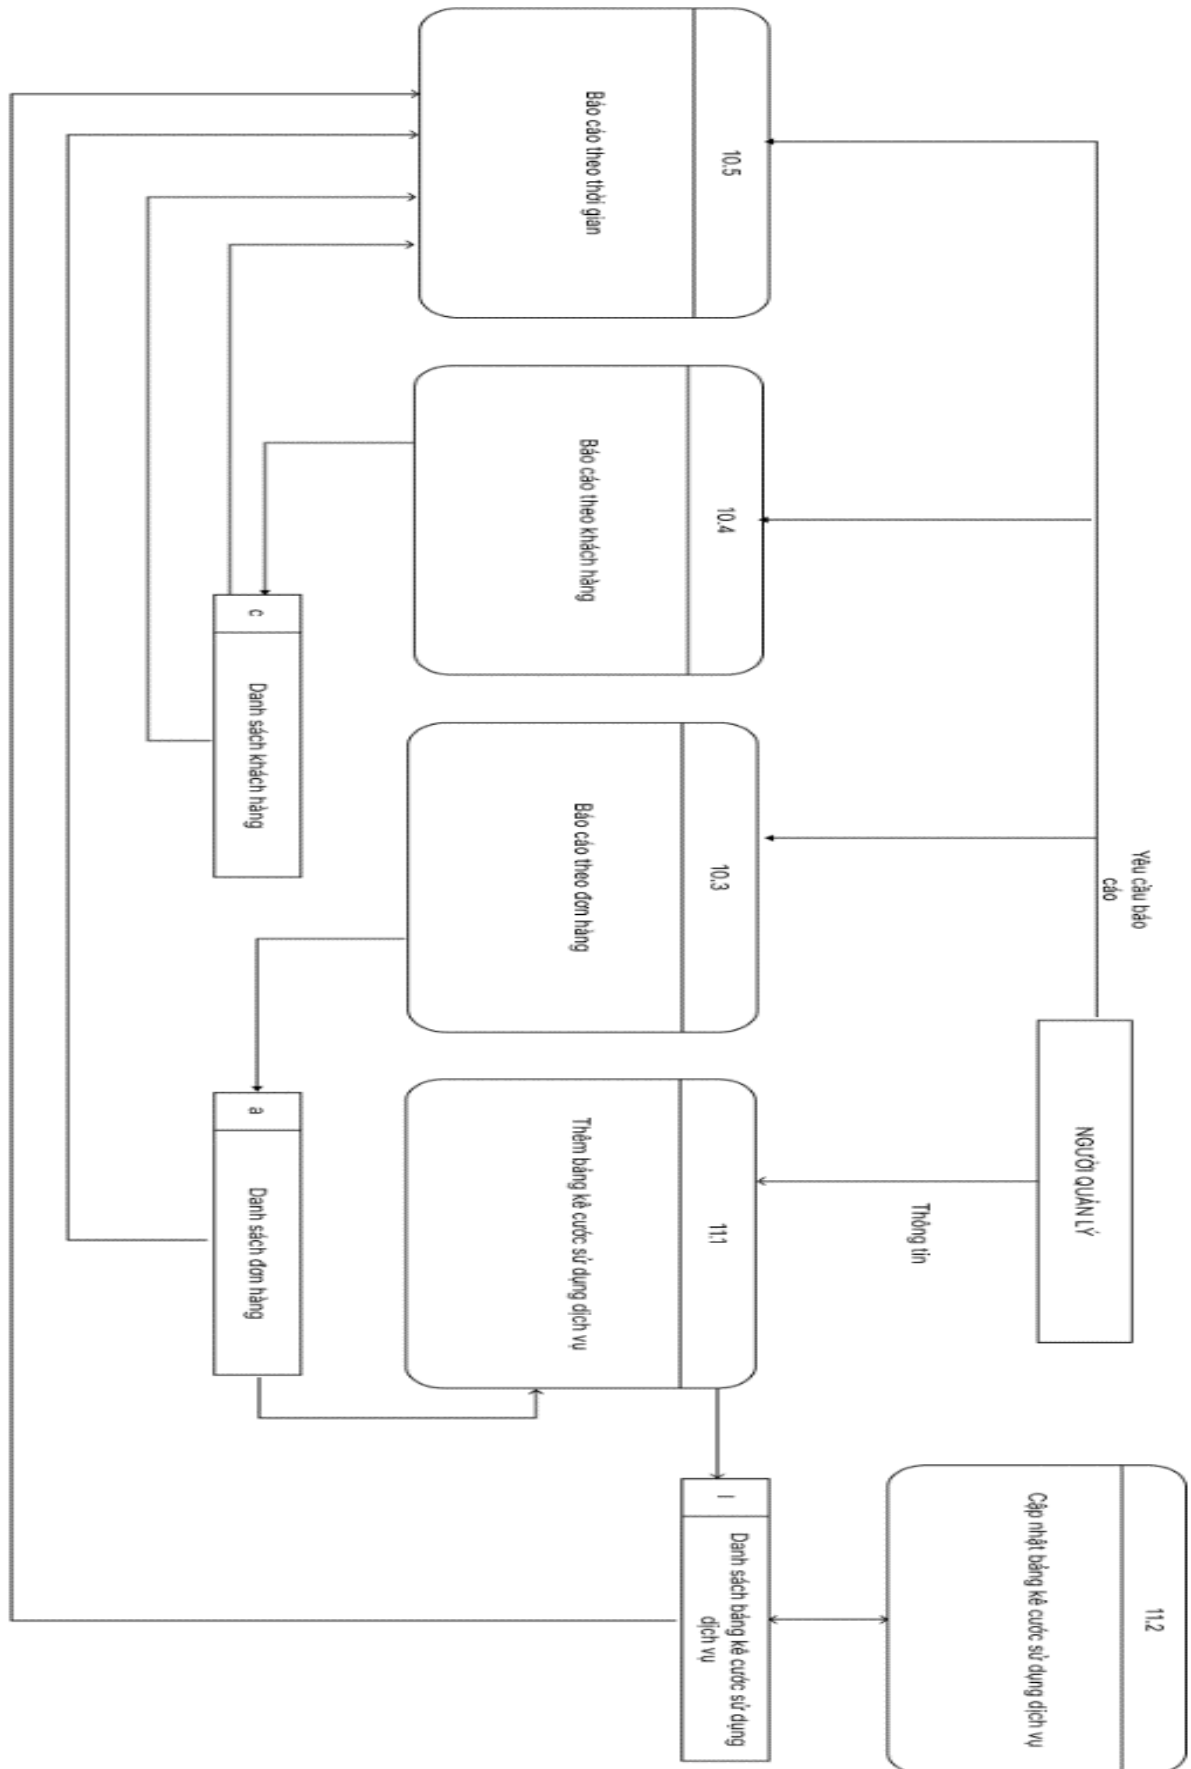 10.5
Báo cáo theo thời gian
10.4
Báo cáo theo khách hàng
10.3
Báo cáo theo đơn hàng
11.1
Thêm bảng kê cước sử dụng dịch vụ
11.2
Cập nhật bảng kê cước sử dụng dịch vụ
Yêu cầu báo
cáo
NGƯỜI QUẢN LÝ
Thông tin
c
Danh sách khách hàng
a
Danh sách đơn hàng
l
Danh sách bảng kê cước sử dụng
dịch vụ